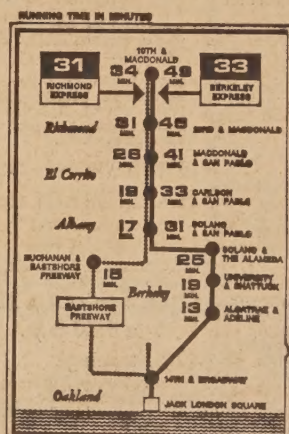 RUNNING TIME IN MINUTES
10TH &
MACDONALD
31
RICHMOND
EXPRESS
34
MIN.
49
MIN.
33
BERKELEY
EXPRESS
Richmond
31
MIN.
46
MIN.
23RD & MACDONALD
El Cerrito
26
MIN.
41
MIN.
MACDONALD
& SAN PABLO
19
MIN.
33
MIN.
CARLSON
& SAN PABLO
Albany
17
MIN.
31
MIN.
SOLANO
& SAN PABLO
BUCHANAN &
EASTSHORE
FREEWAY
15
MIN.
25
MIN.
SOLANO &
THE ALAMEDA
Berkeley
19
MIN.
UNIVERSITY
& SHATTUCK
13
MIN.
ALCATRAZ &
ADELINE
EASTSHORE
FREEWAY
Oakland
14TH & BROADWAY
JACK LONDON SQUARE